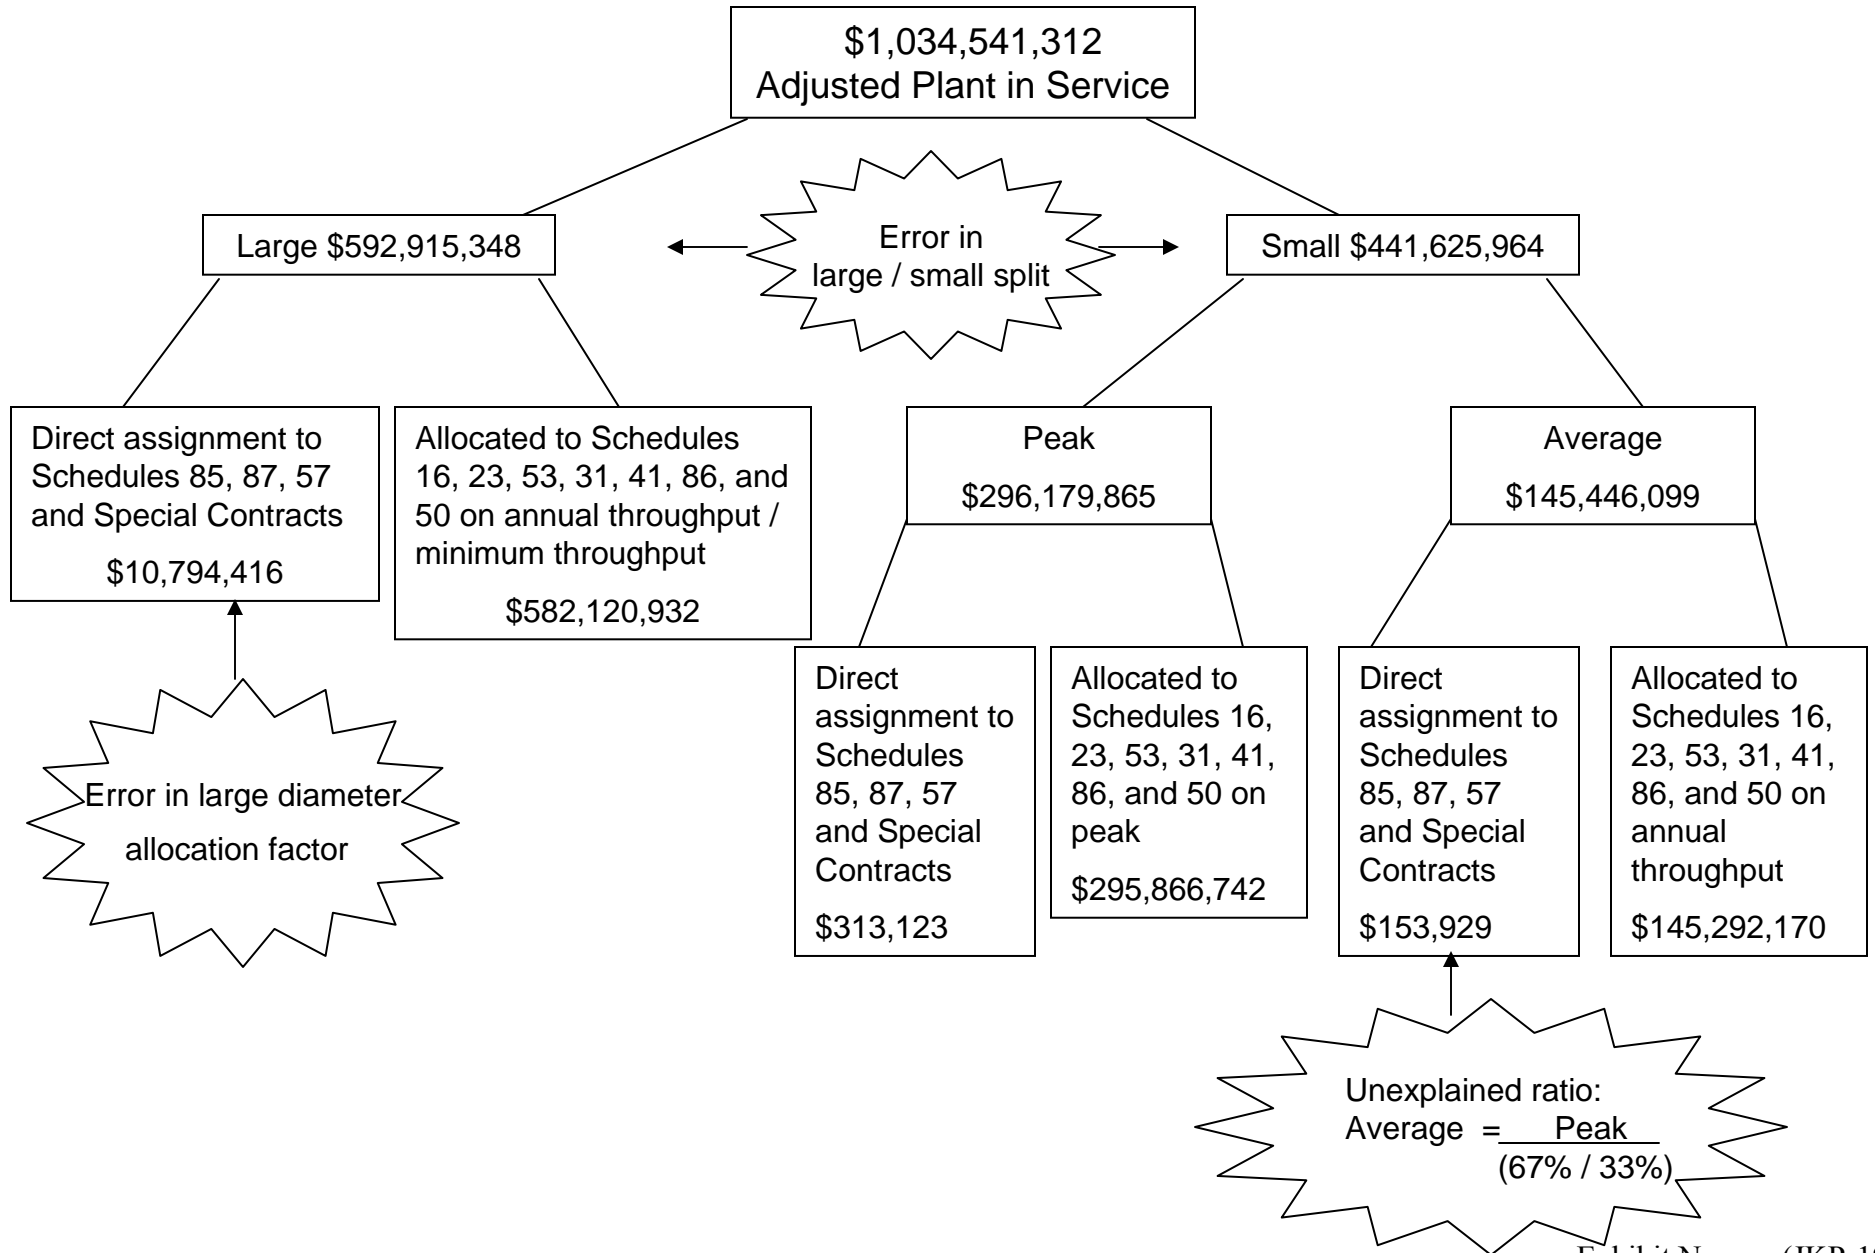 $1,034,541,312
Adjusted Plant in Service
Large $592,915,348
Error in
large / small split
Small $441,625,964
Direct assignment to
Schedules 85, 87, 57
and Special Contracts
$10,794,416
Allocated to Schedules
16, 23, 53, 31, 41, 86, and
50 on annual throughput /
minimum throughput
$582,120,932
Peak
$296,179,865
Average
$145,446,099
Error in large diameter
allocation factor
Direct
assignment to
Schedules
85, 87, 57
and Special
Contracts
$313,123
Allocated to
Schedules 16,
23, 53, 31, 41,
86, and 50 on
peak
$295,866,742
Direct
assignment to
Schedules
85, 87, 57
and Special
Contracts
$153,929
Allocated to
Schedules 16,
23, 53, 31, 41,
86, and 50 on
annual
throughput
$145,292,170
Unexplained ratio:
Average = Peak
(67% / 33%)